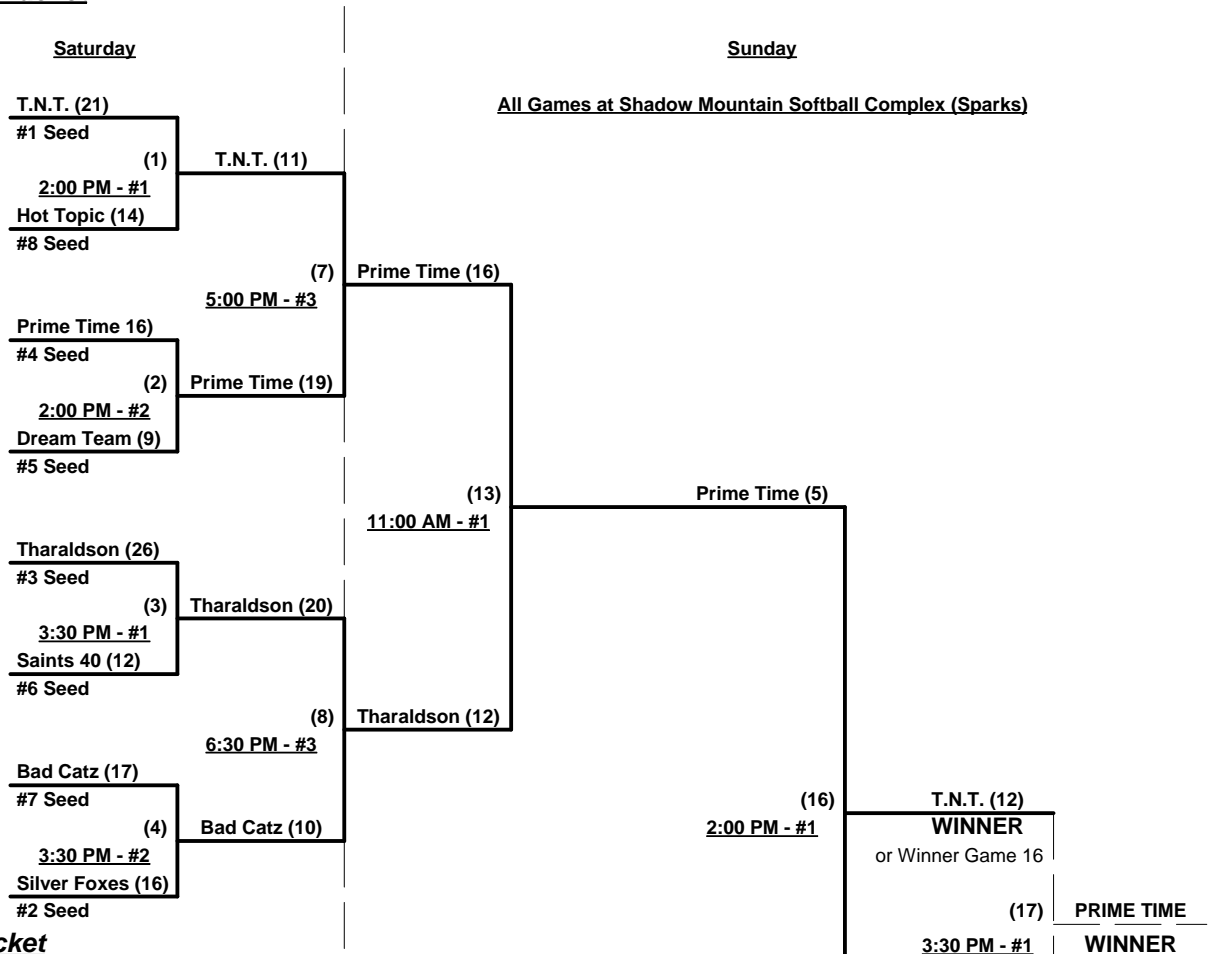 Saturday
Sunday
T.N.T. (21)
All Games at Shadow Mountain Softball Complex (Sparks)
#1 Seed
(1)
T.N.T. (11)
2:00 PM - #1
Hot Topic (14)
#8 Seed
(7)
Prime Time (16)
5:00 PM - #3
Prime Time 16)
#4 Seed
(2)
Prime Time (19)
2:00 PM - #2
Dream Team (9)
#5 Seed
(13)
Prime Time (5)
11:00 AM - #1
Tharaldson (26)
#3 Seed
(3)
Tharaldson (20)
3:30 PM - #1
Saints 40 (12)
#6 Seed
(8)
Tharaldson (12)
6:30 PM - #3
Bad Catz (17)
#7 Seed
(16)
T.N.T. (12)
(4)
Bad Catz (10)
2:00 PM - #1
WINNER
3:30 PM - #2
or Winner Game 16
Silver Foxes (16)
#2 Seed
(17)
PRIME TIME
cket
3:30 PM - #1
WINNER